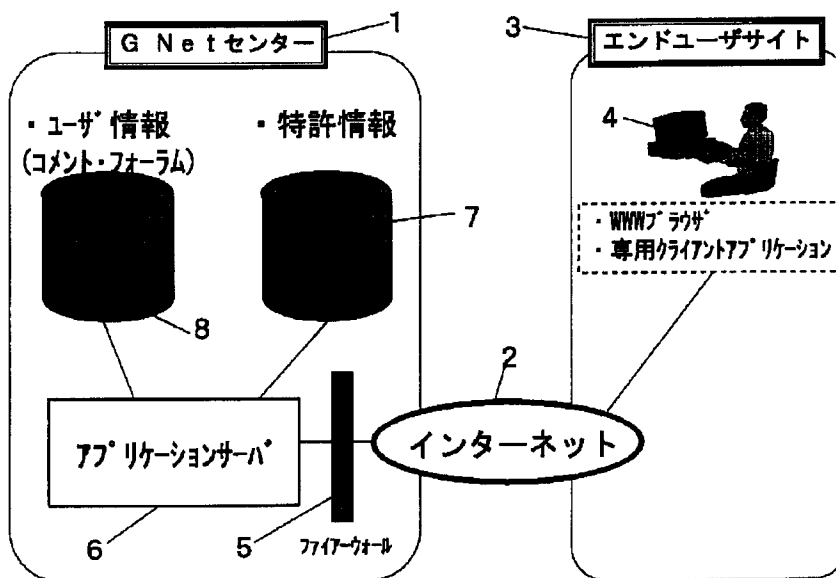 1
G Netセンター
3
エンドユーザサイト
・ユーザ情報
(コメント・フォーラム)
・特許情報
4
7
8
・WWWブラウザ
・専用クライアントアプリケーション
2
インターネット
アプリケーションサーバ
6
5
ファイアーウォール